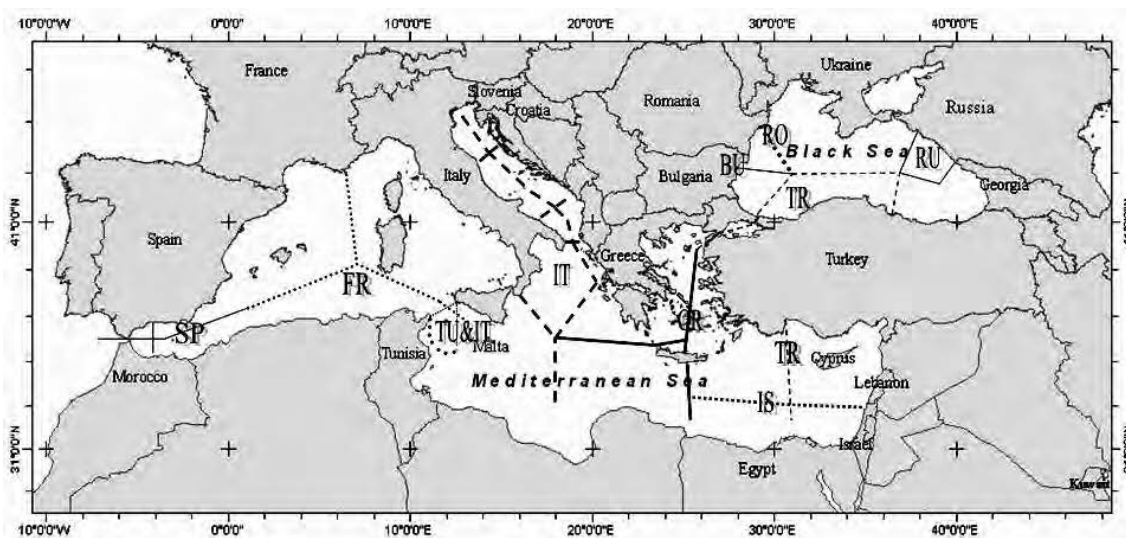 10°0'0"W 0°0'0" 10°0'0"E 20°0'0"E 30°0'0"E 40°0'0"E
France
Ukraine
Slovenia
Croatia
Romania
Russia
RO
Black Sea
RU
BU
Italy
Bulgaria
Georgia
TR
41°0'0"N
Spain
Greece
Turkey
IT
FR
GR
SP
TU&IT
Malta
Tunisia
TR
Cyprus
Morocco
Mediterranean Sea
Lebanon
IS
31°0'0"N
Israel
Egypt
Kuwait
10°0'0"W 0°0'0" 10°0'0"E 20°0'0"E 30°0'0"E 40°0'0"E